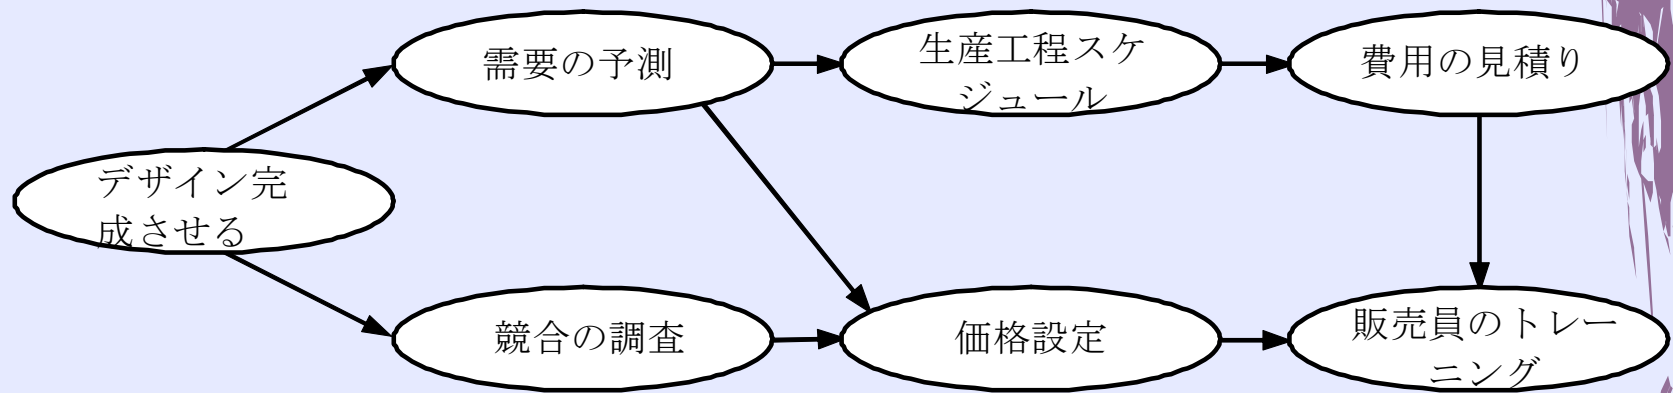 需要の予測
生産工程スケ
ジュール
費用の見積り
デザイン完
成させる
競合の調査
価格設定
販売員のトレー
ニング